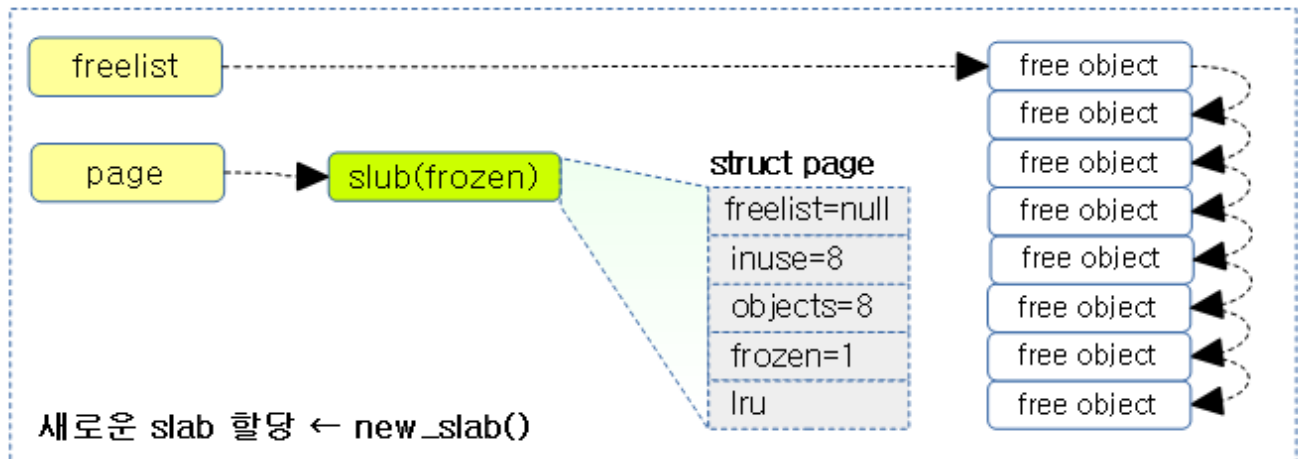 freelist
free object
free object
page
slub(frozen)
struct page
free object
freelist=null
free object
inuse=8
free object
objects=8
free object
frozen=1
free object
lru
free object
새로운 slab 할당 ← new_slab()